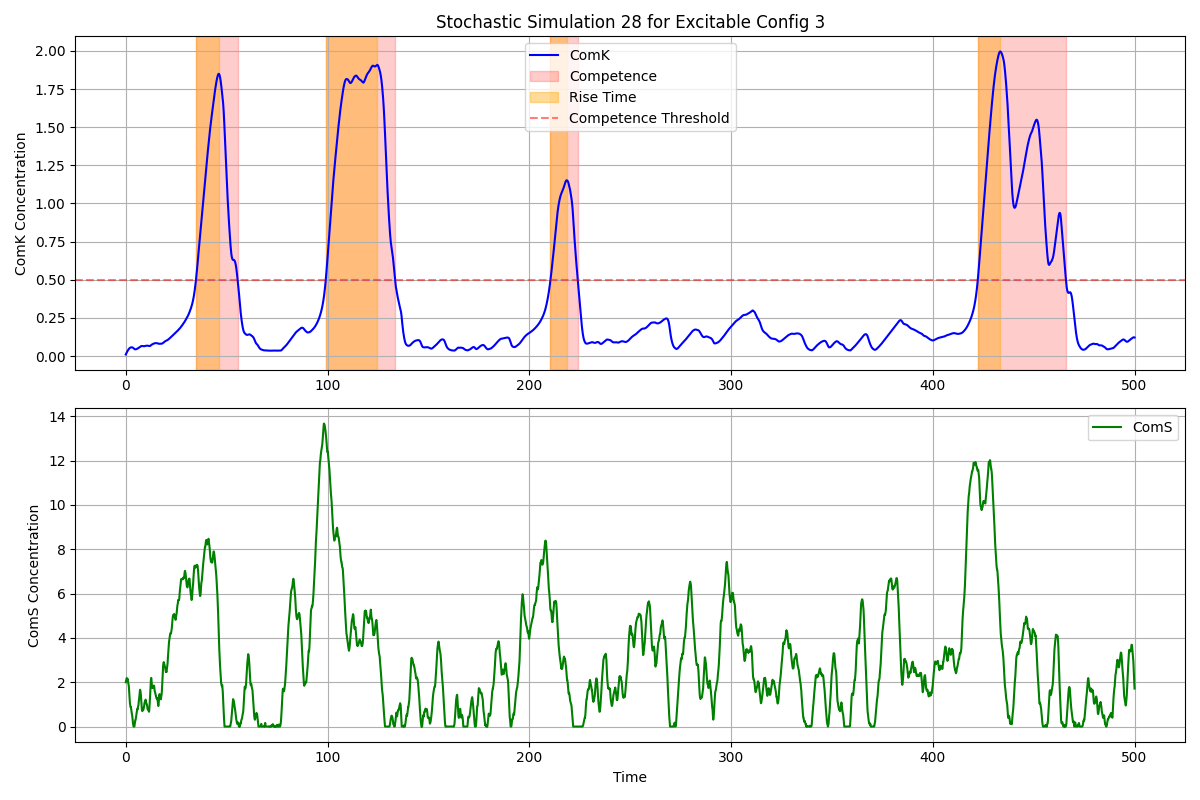 Stochastic Simulation 28 for Excitable Config 3
ComK Concentration
2.00
1.75
1.50
1.25
1.00
0.75
0.50
0.25
0.00
ComK
Competence
Rise Time
Competence Threshold
0 100 200 300 400 500
ComS Concentration
14
12
10
8
6
4
2
0
ComS
0 100 200 300 400 500
Time